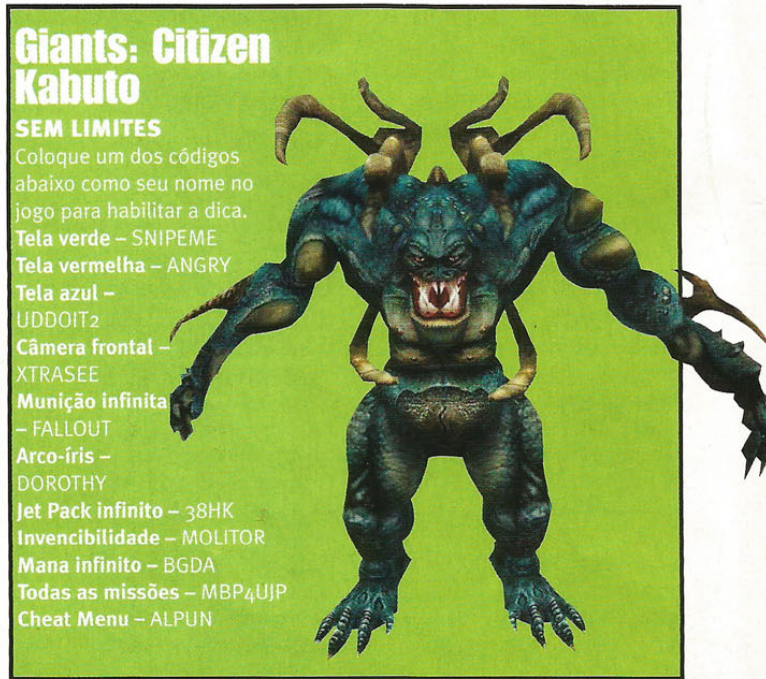 Giants: Citizen
Kabuto
SEM LIMITES
Coloque um dos códigos
abaixo como seu nome no
jogo para habilitar a dica.
Tela verde – SNIPEME
Tela vermelha – ANGRY
Tela azul –
UDDOIT2
Câmera frontal –
XTRASEE
Munição infinita
– FALLOUT
Arco-íris –
DOROTHY
Jet Pack infinito – 38HK
Invencibilidade – MOLITOR
Mana infinito – BGDA
Todas as missões – MBP4UJP
Cheat Menu – ALPUN